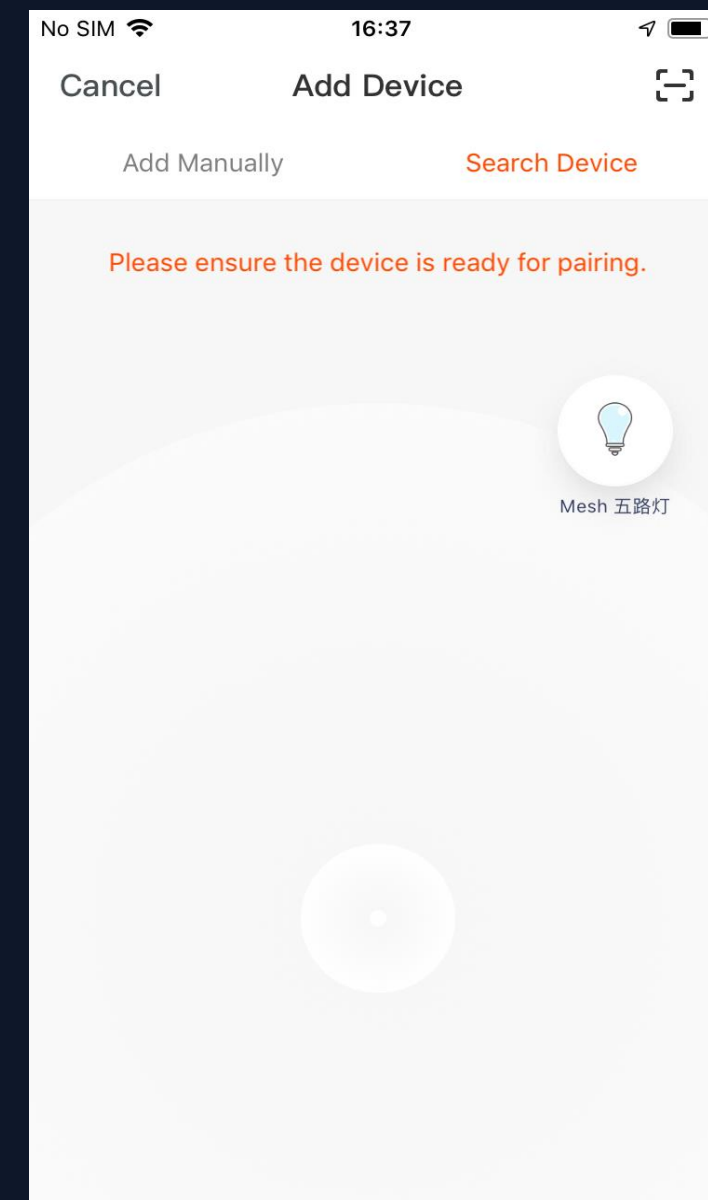 No SIM 16:37
Cancel Add Device
Add Manually Search Device
Please ensure the device is ready for pairing.
Mesh 五路灯